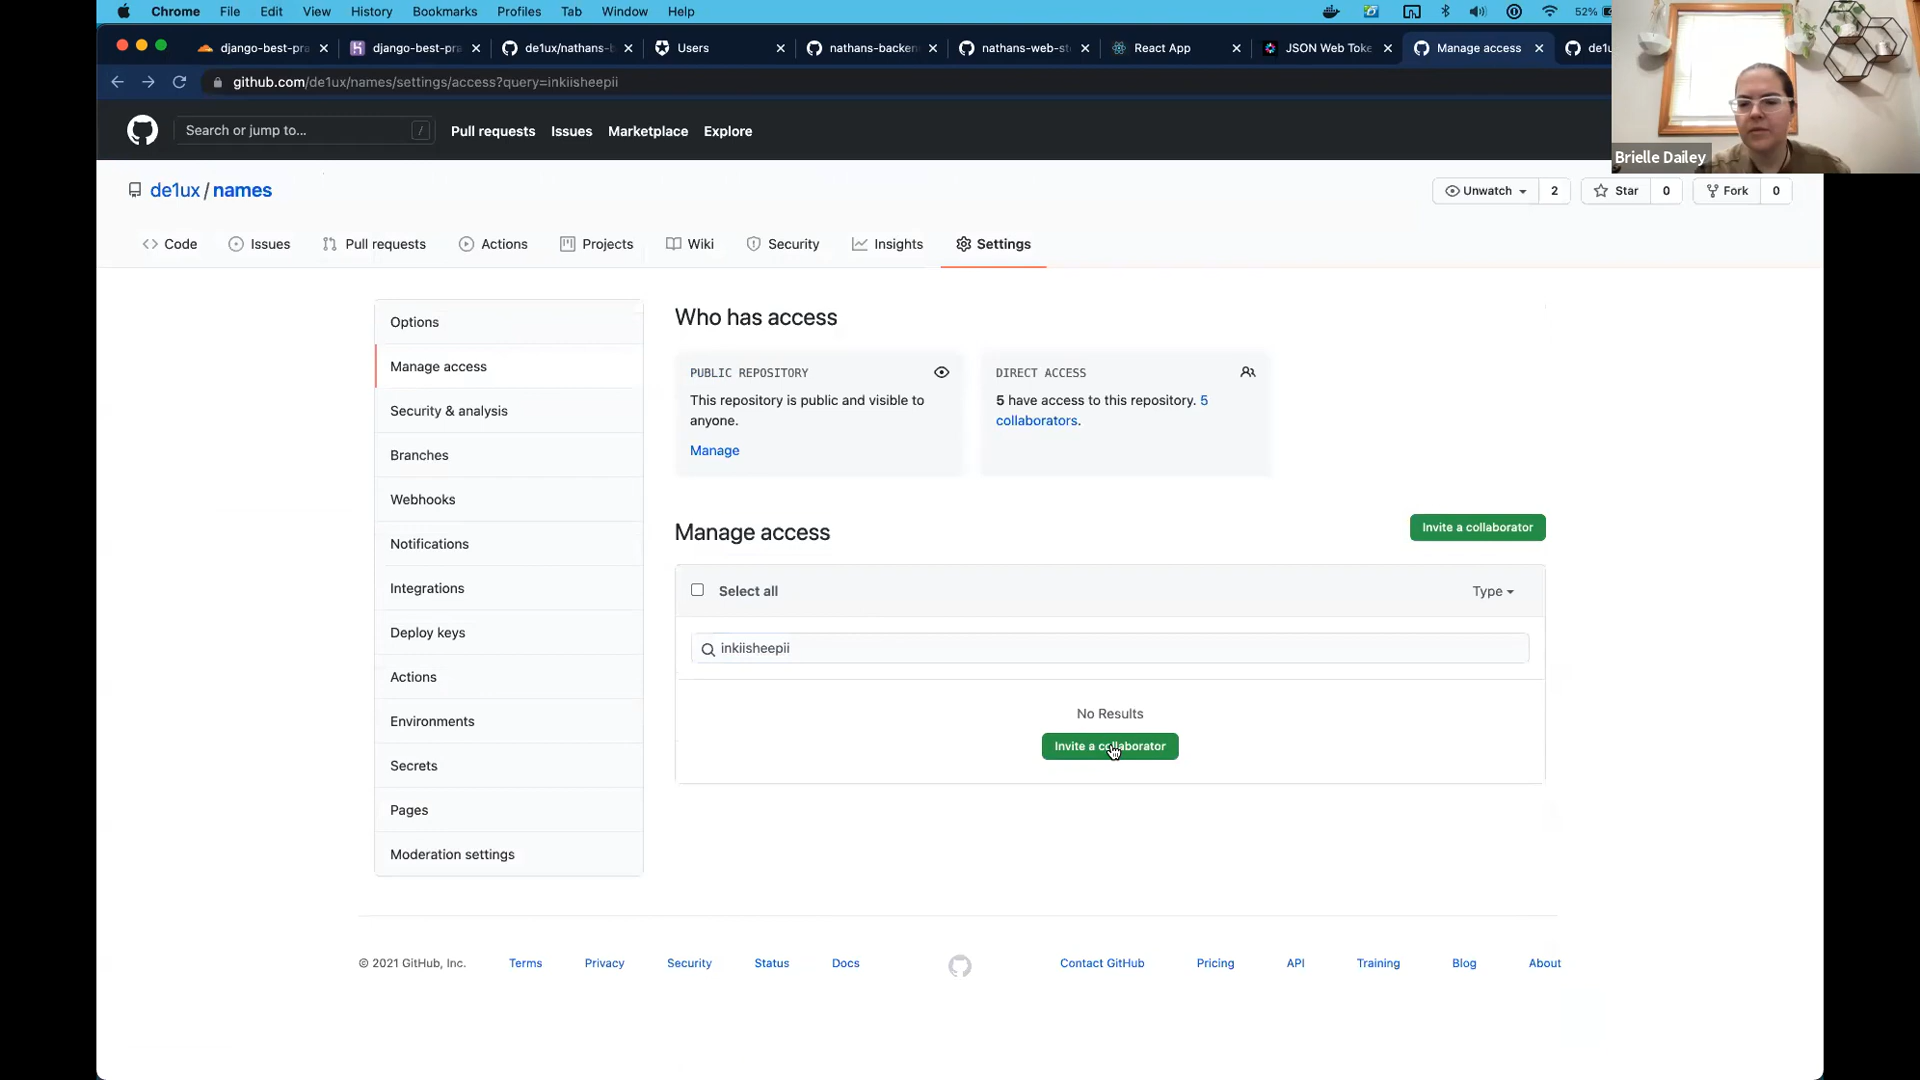 Chrome File Edit View History Bookmarks Profiles Tab Window Help 52%
django-best-pra django-best-pra de1ux/nathans-b Users nathans-backen nathans-web-st React App JSON Web Toke Manage access de1u
github.com/de1ux/names/settings/access?query=inkiisheepii
Search or jump to... / Pull requests Issues Marketplace Explore
Brielle Dailey
de1ux / names Unwatch 2 Star 0 Fork 0
Code Issues Pull requests Actions Projects Wiki Security Insights Settings
Options
Manage access
Security & analysis
Branches
Webhooks
Notifications
Integrations
Deploy keys
Actions
Environments
Secrets
Pages
Moderation settings
Who has access
PUBLIC REPOSITORY
This repository is public and visible to
anyone.
Manage
DIRECT ACCESS
5 have access to this repository. 5
collaborators.
Manage access
Invite a collaborator
Select all Type
inkiisheepii
No Results
Invite a collaborator
© 2021 GitHub, Inc. Terms Privacy Security Status Docs Contact GitHub Pricing API Training Blog About